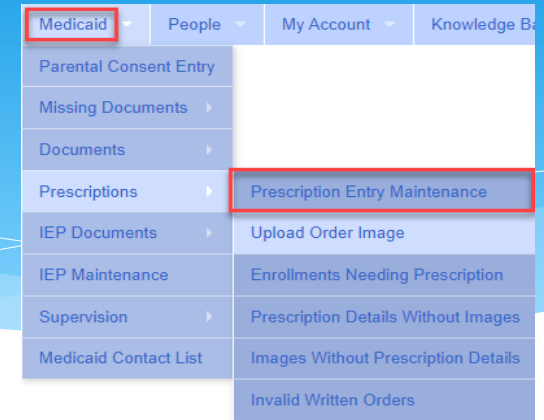 Medicaid People My Account Knowledge
Parental Consent Entry
Missing Documents
Documents
Prescriptions
IEP Documents
IEP Maintenance
Supervision
Medicaid Contact List
Prescription Entry Maintenance
Upload Order Image
Enrollments Needing Prescription
Prescription Details Without Images
Images Without Prescription Details
Invalid Written Orders